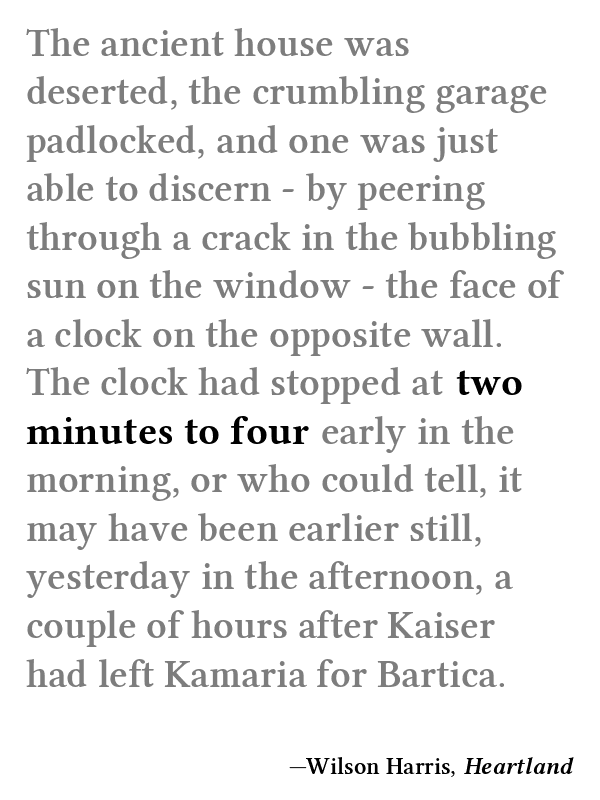 The ancient house was
deserted, the crumbling garage
padlocked, and one was just
able to discern - by peering
through a crack in the bubbling
sun on the window - the face of
a clock on the opposite wall.
The clock had stopped at two
minutes to four early in the
morning, or who could tell, it
may have been earlier still,
yesterday in the afternoon, a
couple of hours after Kaiser
had left Kamaria for Bartica.
—Wilson Harris, Heartland